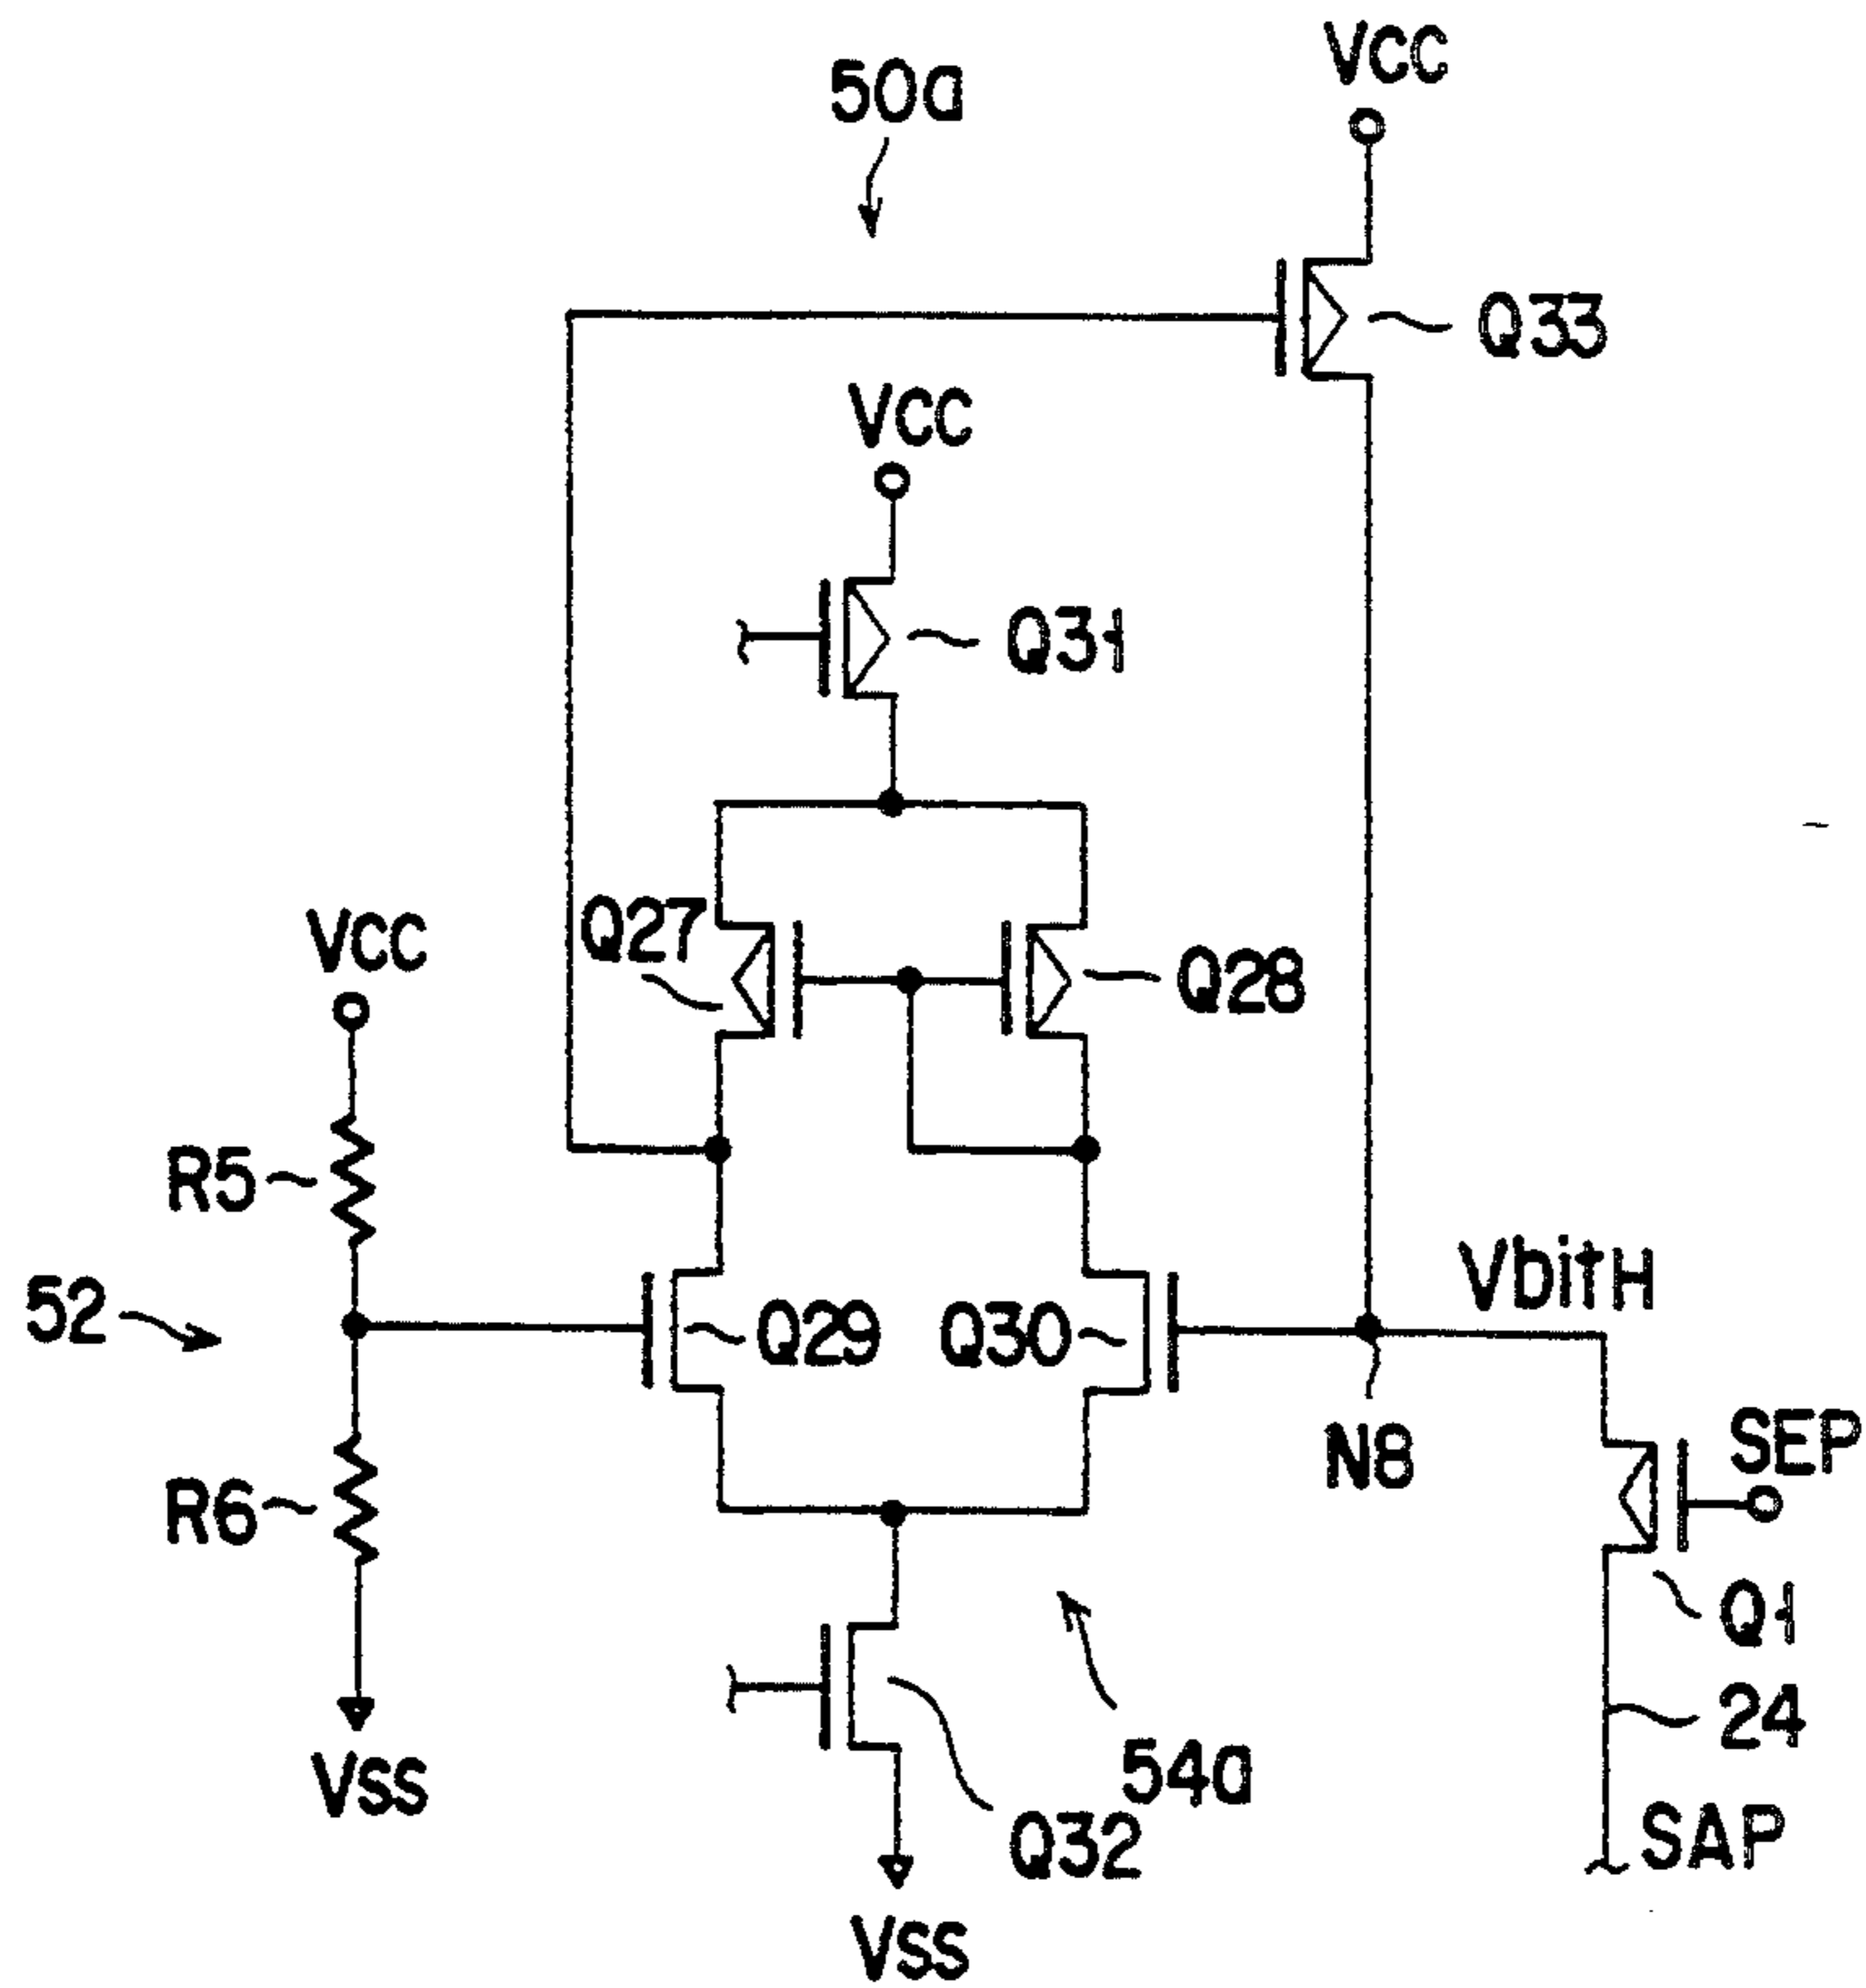 VCC
50a
Q33
VCC
Q31
VCC
Q27
Q28
R5
VbitH
52
Q29
Q30
N8
SEP
R6
Q1
24
54a
VSS
Q32
SAP
VSS